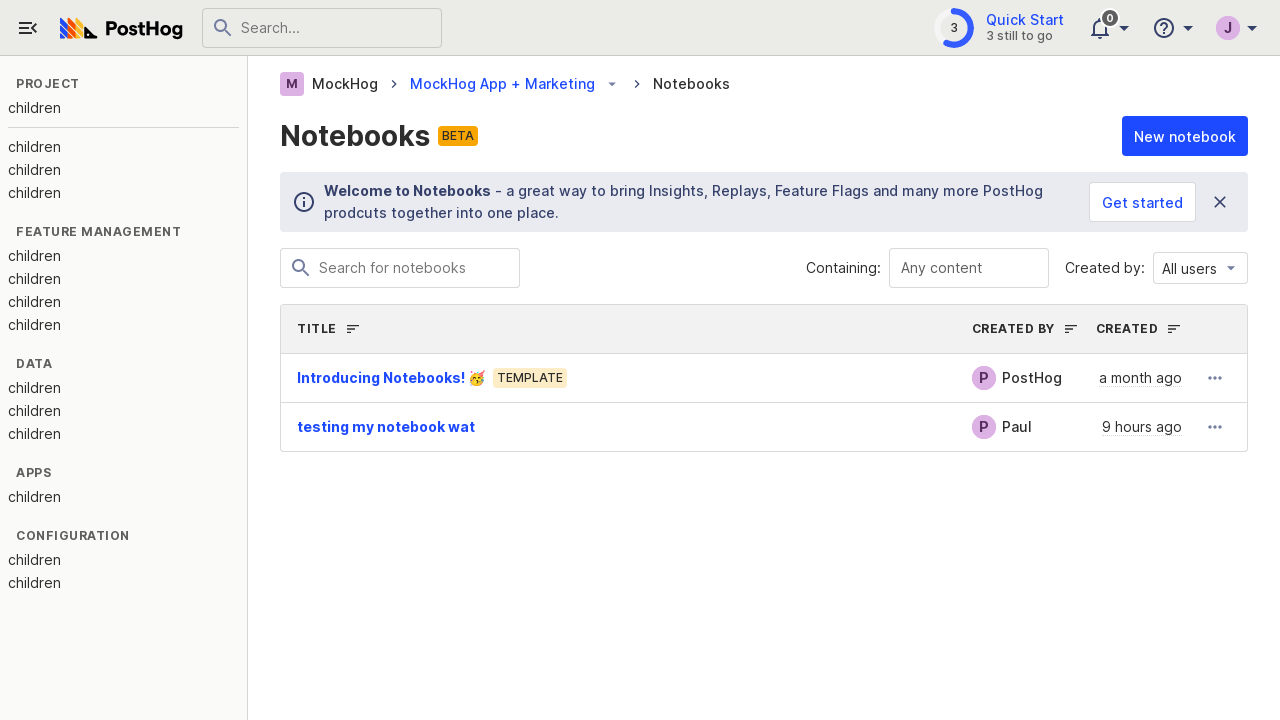 PostHog
Search...
3
Quick Start
3 still to go
0
J
PROJECT
children
children
children
children
FEATURE MANAGEMENT
children
children
children
children
DATA
children
children
children
APPS
children
CONFIGURATION
children
children
M MockHog MockHog App + Marketing Notebooks
Notebooks BETA
New notebook
Welcome to Notebooks - a great way to bring Insights, Replays, Feature Flags and many more PostHog
prodcuts together into one place.
Get started
Search for notebooks
Containing: Any content
Created by: All users
TITLE CREATED BY CREATED
Introducing Notebooks! 🥳 TEMPLATE P PostHog a month ago
testing my notebook wat P Paul 9 hours ago